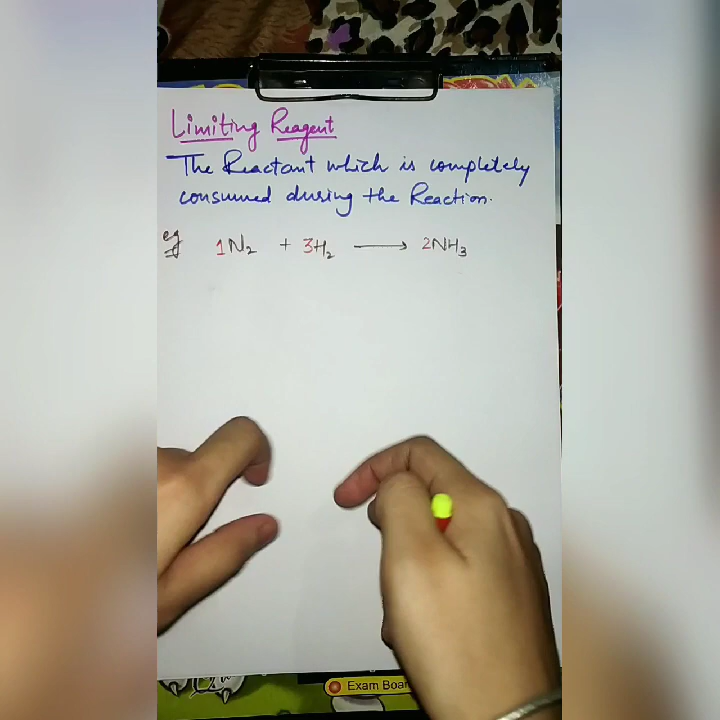 Limiting Reagent
The Reactant which is completely
consumed during the Reaction.
eg 1N₂ + 3H₂ ⟶ 2NH₃
Exam Boar